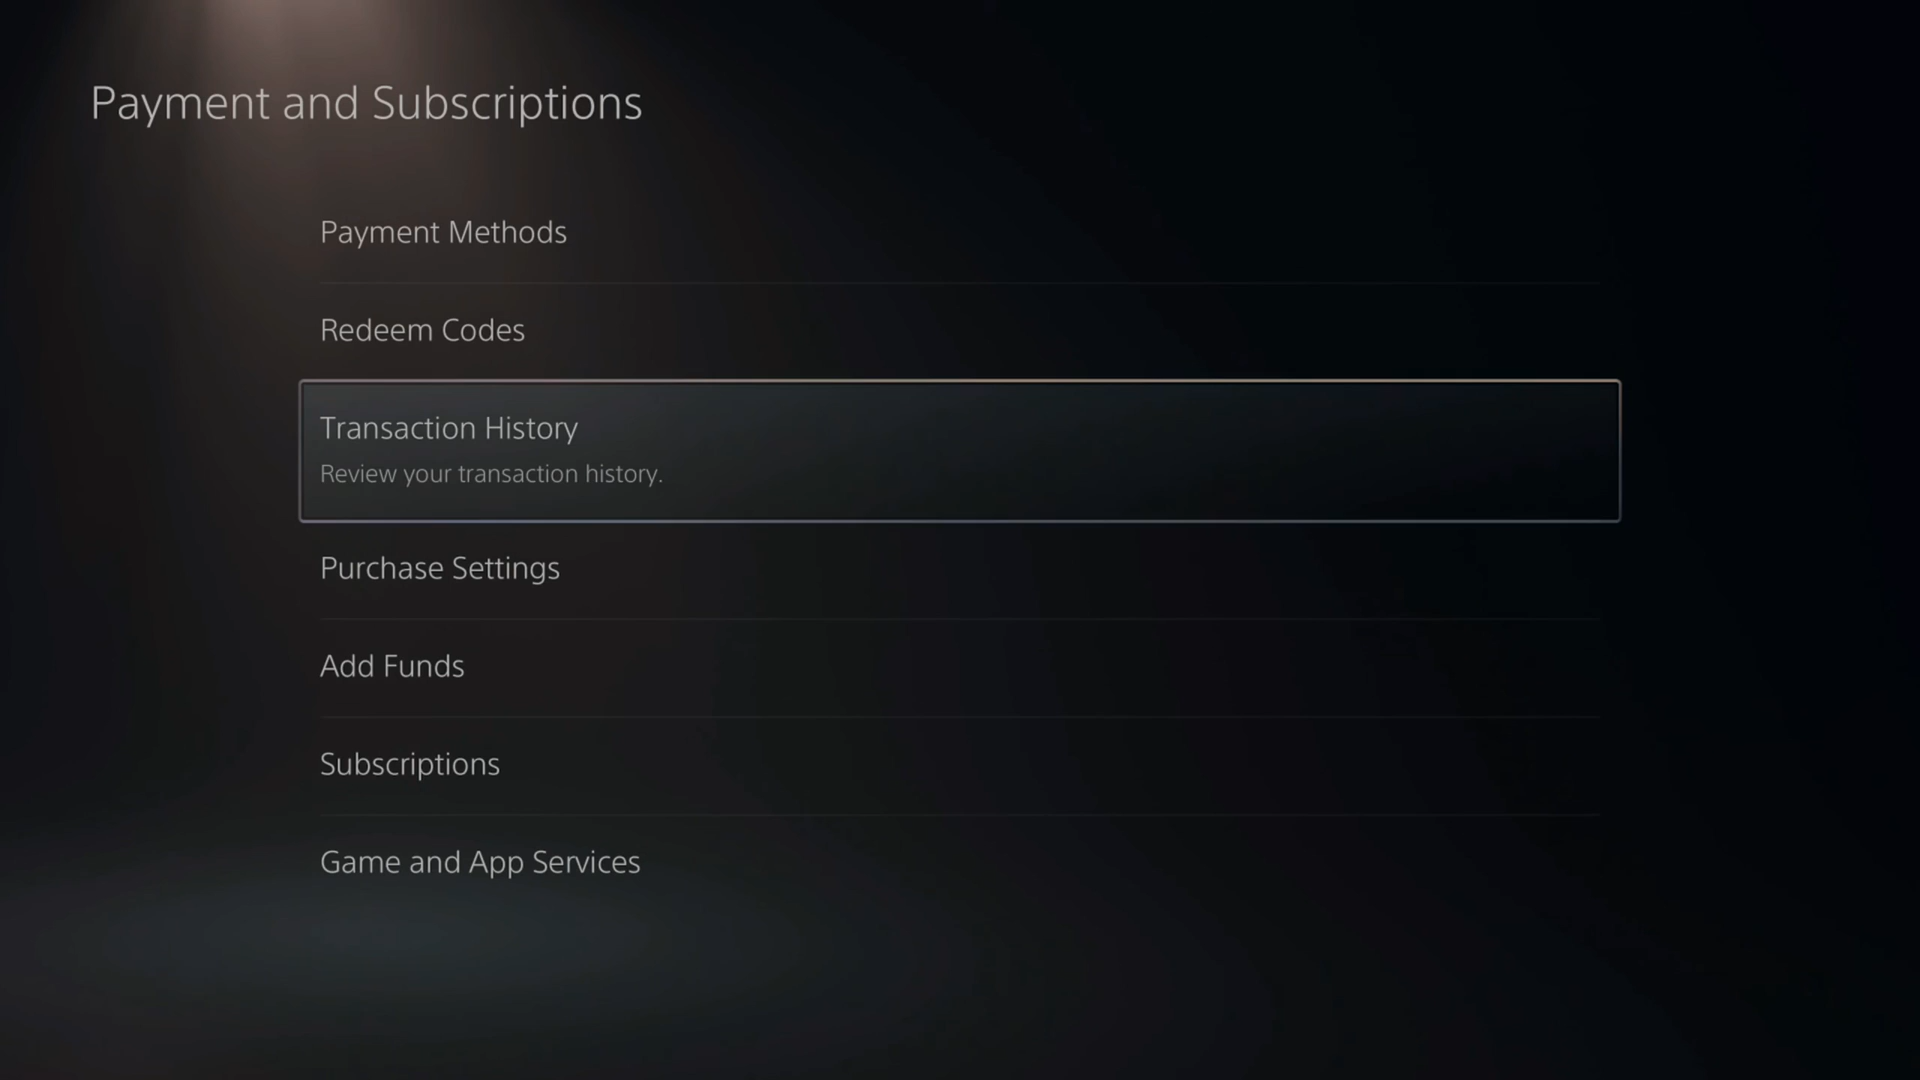 Payment and Subscriptions
Payment Methods
Redeem Codes
Transaction History
Review your transaction history.
Purchase Settings
Add Funds
Subscriptions
Game and App Services